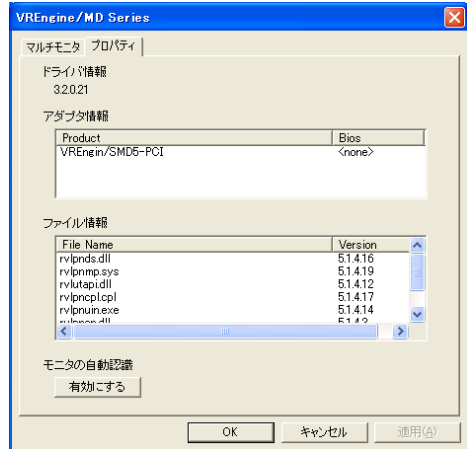 VREngine/MD Series
マルチモニタ プロパティ
ドライバ情報
3.2.0.21
アダプタ情報
Product Bios
VREngin/SMD5-PCI <none>
ファイル情報
File Name Version
rvlpnds.dll 5.1.4.16
rvlpnmp.sys 5.1.4.19
rvlutapi.dll 5.1.4.12
rvlpncpl.cpl 5.1.4.17
rvlpnuin.exe 5.1.4.14
モニタの自動認識
有効にする
OK キャンセル 適用(A)